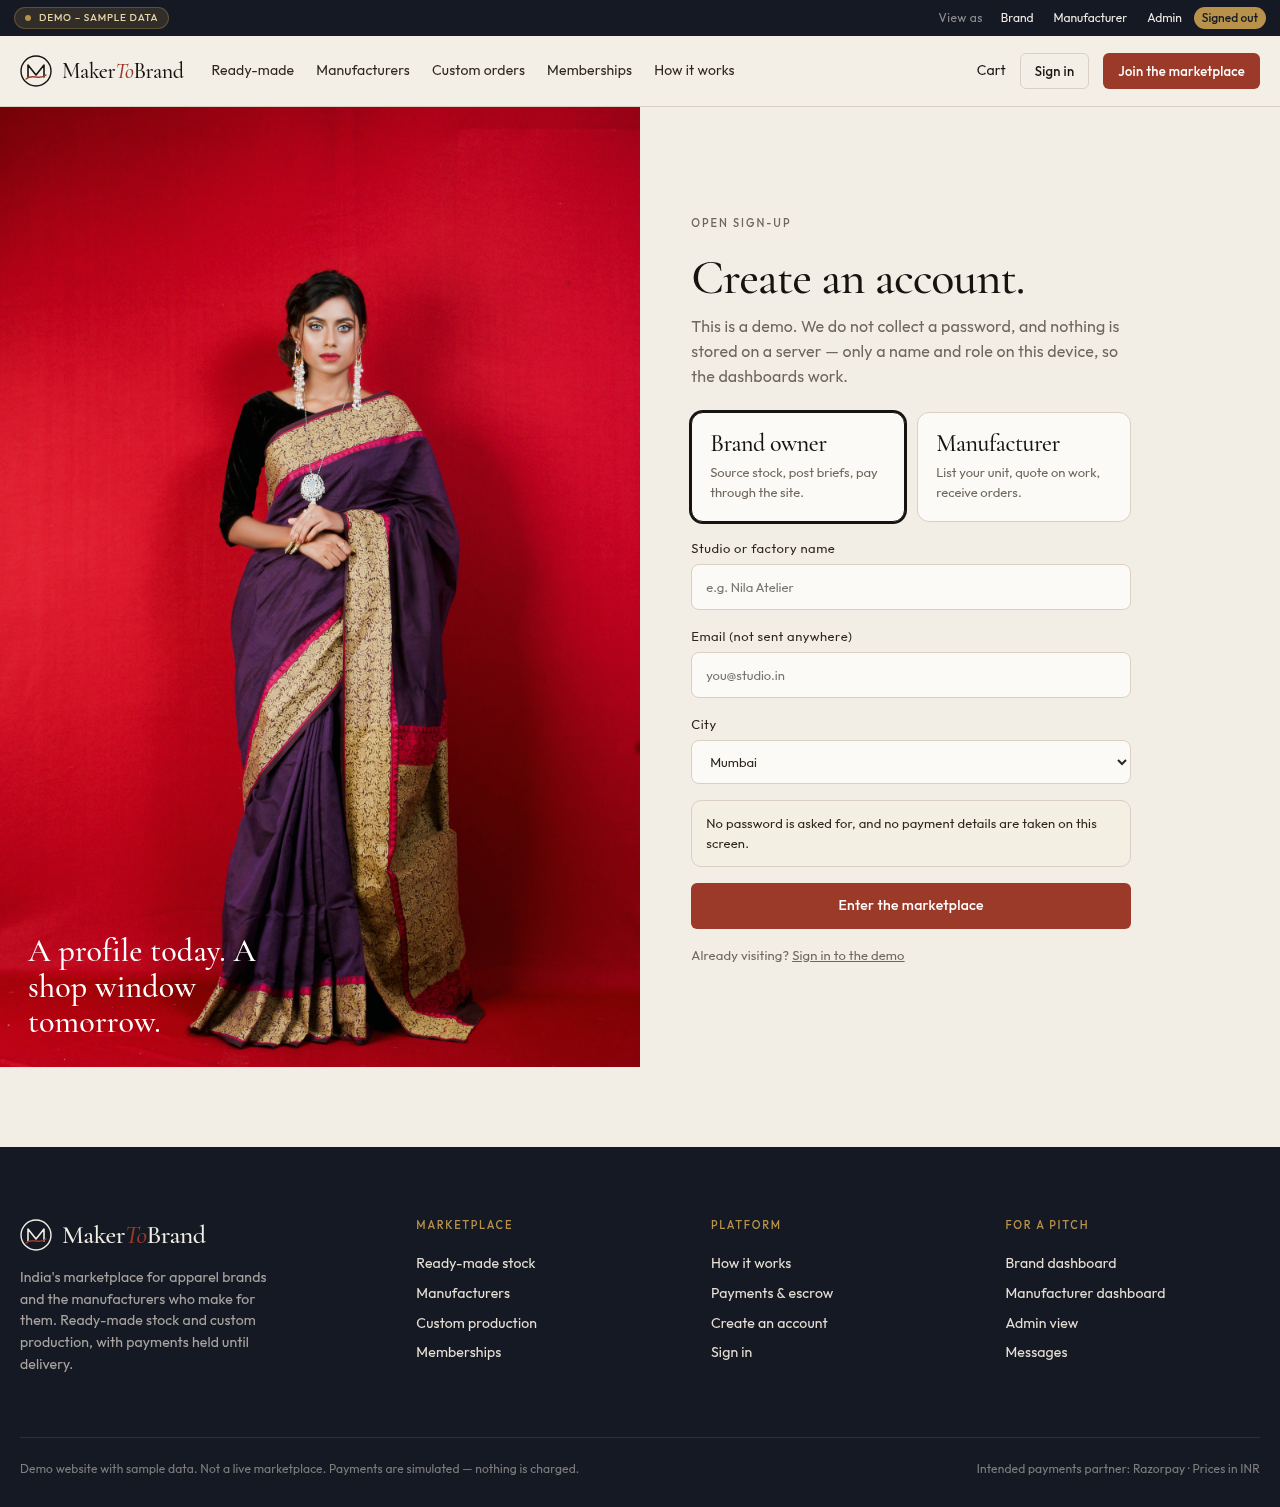 DEMO – SAMPLE DATA
View as Brand Manufacturer Admin Signed out
MakerToBrand Ready-made Manufacturers Custom orders Memberships How it works Cart Sign in Join the marketplace
OPEN SIGN-UP
Create an account.
This is a demo. We do not collect a password, and nothing is
stored on a server — only a name and role on this device, so
the dashboards work.
Brand owner
Source stock, post briefs, pay
through the site.
Manufacturer
List your unit, quote on work,
receive orders.
Studio or factory name
e.g. Nila Atelier
Email (not sent anywhere)
you@studio.in
City
Mumbai
No password is asked for, and no payment details are taken on this
screen.
Enter the marketplace
Already visiting? Sign in to the demo
A profile today. A
shop window
tomorrow.
MakerToBrand
India's marketplace for apparel brands
and the manufacturers who make for
them. Ready-made stock and custom
production, with payments held until
delivery.
MARKETPLACE
Ready-made stock
Manufacturers
Custom production
Memberships
PLATFORM
How it works
Payments & escrow
Create an account
Sign in
FOR A PITCH
Brand dashboard
Manufacturer dashboard
Admin view
Messages
Demo website with sample data. Not a live marketplace. Payments are simulated — nothing is charged.
Intended payments partner: Razorpay · Prices in INR